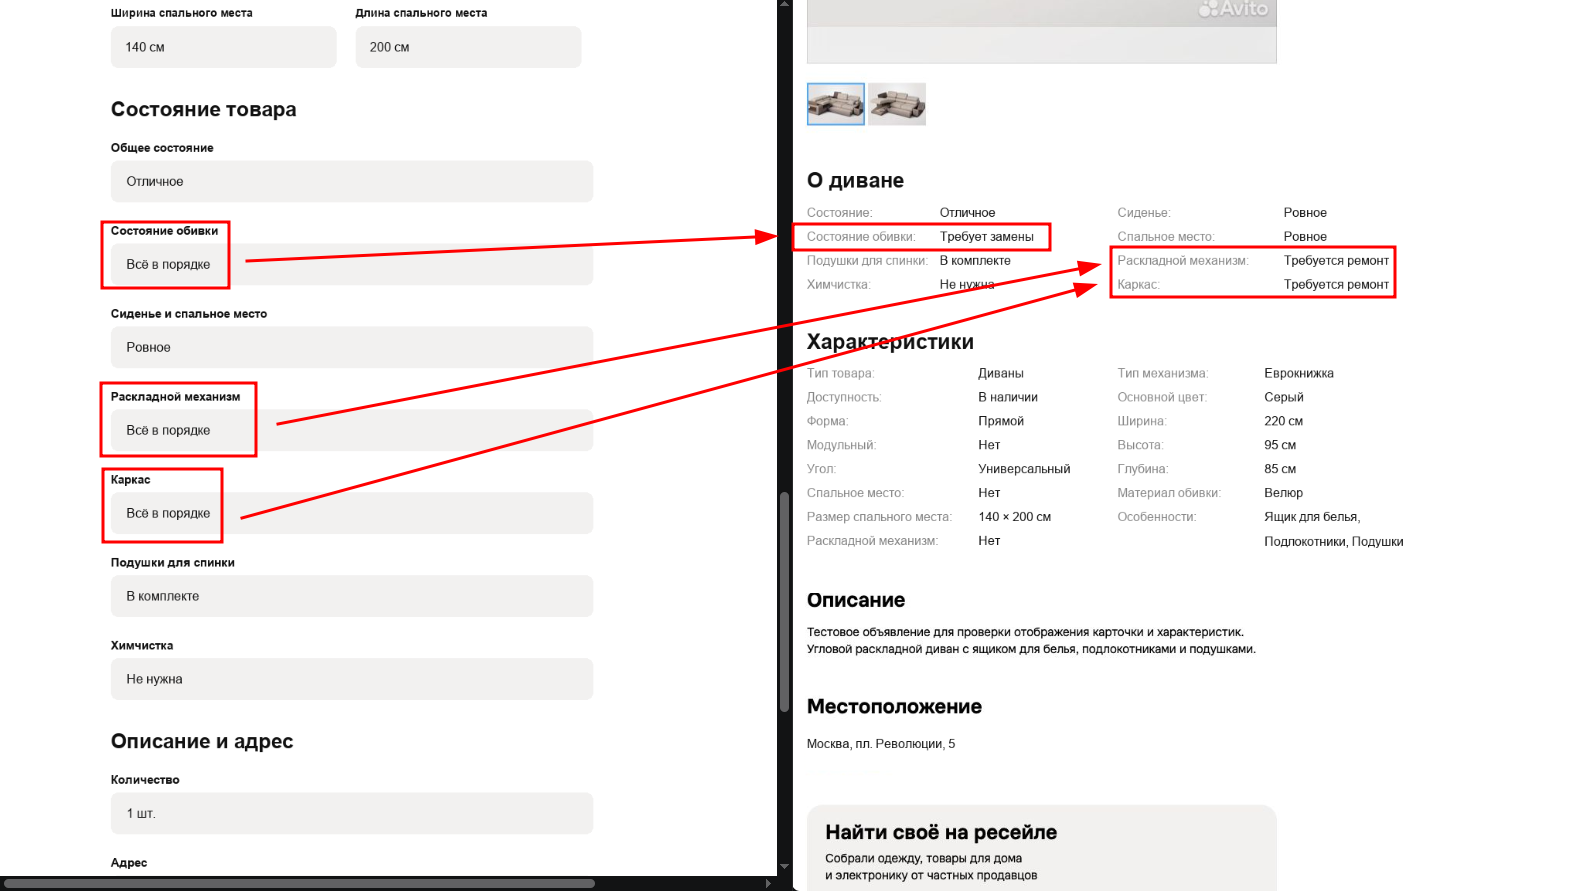 Ширина спального места
Длина спального места
140 см
200 см
Состояние товара
Общее состояние
Отличное
Состояние обивки
Всё в порядке
Сиденье и спальное место
Ровное
Раскладной механизм
Всё в порядке
Каркас
Всё в порядке
Подушки для спинки
В комплекте
Химчистка
Не нужна
Описание и адрес
Количество
1 шт.
Адрес
Avito
О диване
Состояние: Отличное
Состояние обивки: Требует замены
Подушки для спинки: В комплекте
Химчистка: Не нужна
Сиденье: Ровное
Спальное место: Ровное
Раскладной механизм: Требуется ремонт
Каркас: Требуется ремонт
Характеристики
Тип товара: Диваны
Доступность: В наличии
Форма: Прямой
Модульный: Нет
Угол: Универсальный
Спальное место: Нет
Размер спального места: 140 × 200 см
Раскладной механизм: Нет
Тип механизма: Еврокнижка
Основной цвет: Серый
Ширина: 220 см
Высота: 95 см
Глубина: 85 см
Материал обивки: Велюр
Особенности: Ящик для белья,
Подлокотники, Подушки
Описание
Тестовое объявление для проверки отображения карточки и характеристик.
Угловой раскладной диван с ящиком для белья, подлокотниками и подушками.
Местоположение
Москва, пл. Революции, 5
Найти своё на ресейле
Собрали одежду, товары для дома
и электронику от частных продавцов